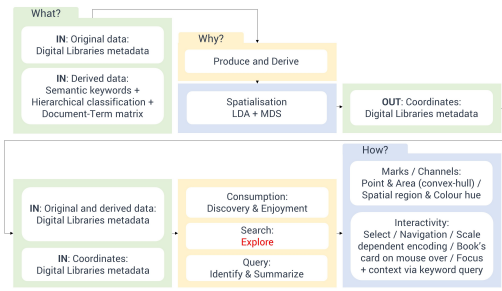 What?
IN: Original data:
Digital Libraries metadata
IN: Derived data:
Semantic keywords +
Hierarchical classification +
Document-Term matrix
Why?
Produce and Derive
Spatialisation
LDA + MDS
OUT: Coordinates:
Digital Libraries metadata
IN: Original and derived data:
Digital Libraries metadata
IN: Coordinates:
Digital Libraries metadata
Consumption:
Discovery & Enjoyment
Search:
Explore
Query:
Identify & Summarize
How?
Marks / Channels:
Point & Area (convex-hull) /
Spatial region & Colour hue
Interactivity:
Select / Navigation / Scale
dependent encoding / Book's
card on mouse over / Focus
+ context via keyword query